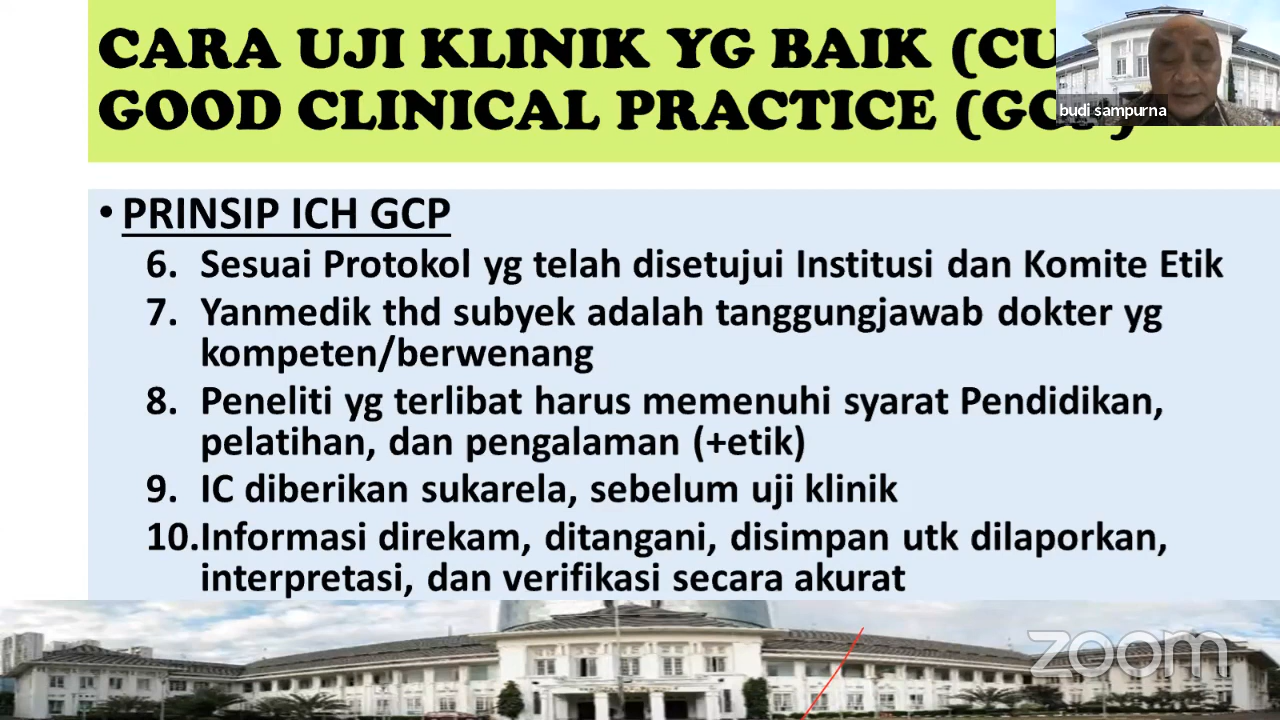 CARA UJI KLINIK YG BAIK
GOOD CLINICAL PRACTICE
budi sampurna
• PRINSIP ICH GCP
6. Sesuai Protokol yg telah disetujui Institusi dan Komite Etik
7. Yanmedik thd subyek adalah tanggungjawab dokter yg
kompeten/berwenang
8. Peneliti yg terlibat harus memenuhi syarat Pendidikan,
pelatihan, dan pengalaman (+etik)
9. IC diberikan sukarela, sebelum uji klinik
10.Informasi direkam, ditangani, disimpan utk dilaporkan,
interpretasi, dan verifikasi secara akurat
zoom